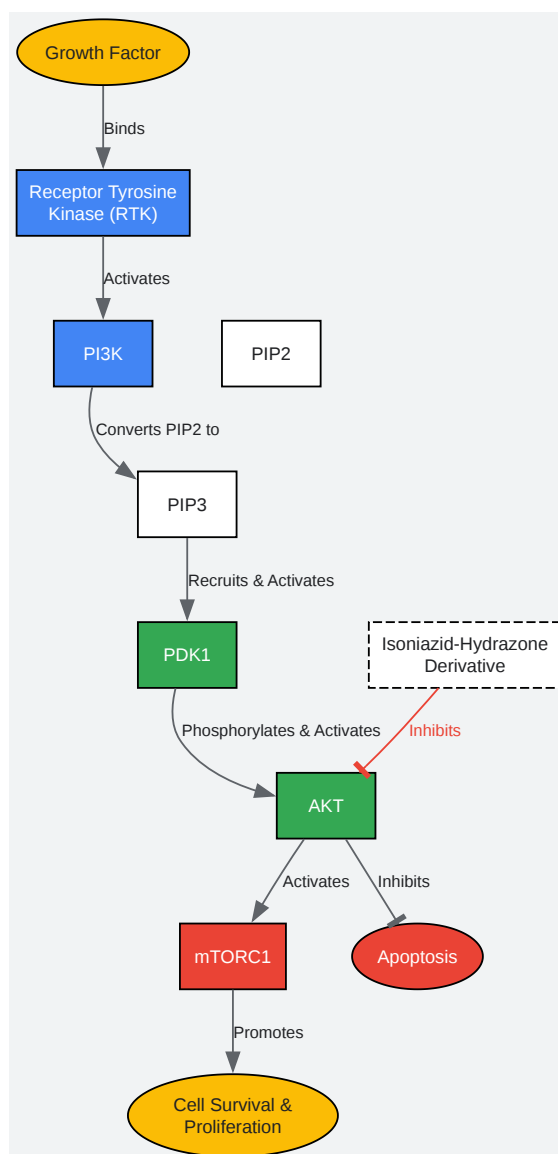 Growth Factor
Binds
Receptor Tyrosine
Kinase (RTK)
Activates
PI3K
PIP2
Converts PIP2 to
PIP3
Recruits & Activates
PDK1
Isoniazid-Hydrazone
Derivative
Phosphorylates & Activates
Inhibits
AKT
Activates
Inhibits
mTORC1
Apoptosis
Promotes
Cell Survival &
Proliferation